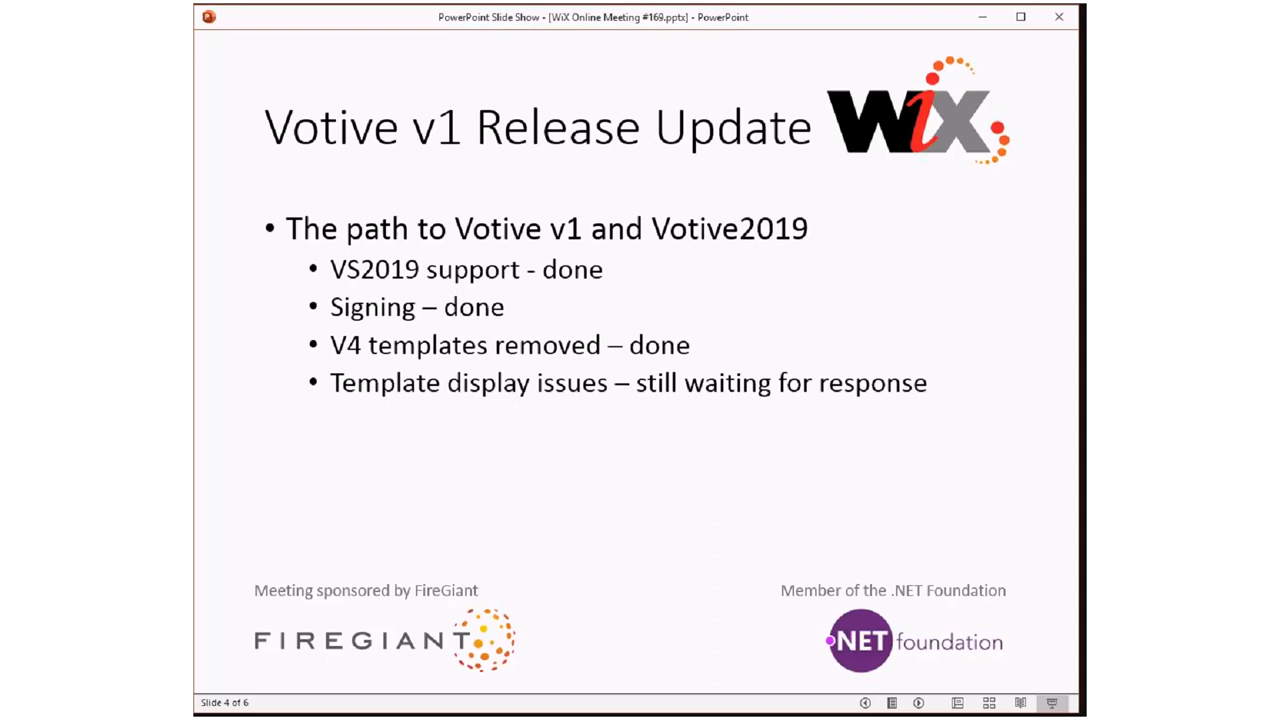 PowerPoint Slide Show - [WiX Online Meeting #169.pptx] - PowerPoint
WiX
Votive v1 Release Update
• The path to Votive v1 and Votive2019
• VS2019 support - done
• Signing – done
• V4 templates removed – done
• Template display issues – still waiting for response
Meeting sponsored by FireGiant
Member of the .NET Foundation
FIREGIANT
.NET foundation
Slide 4 of 6